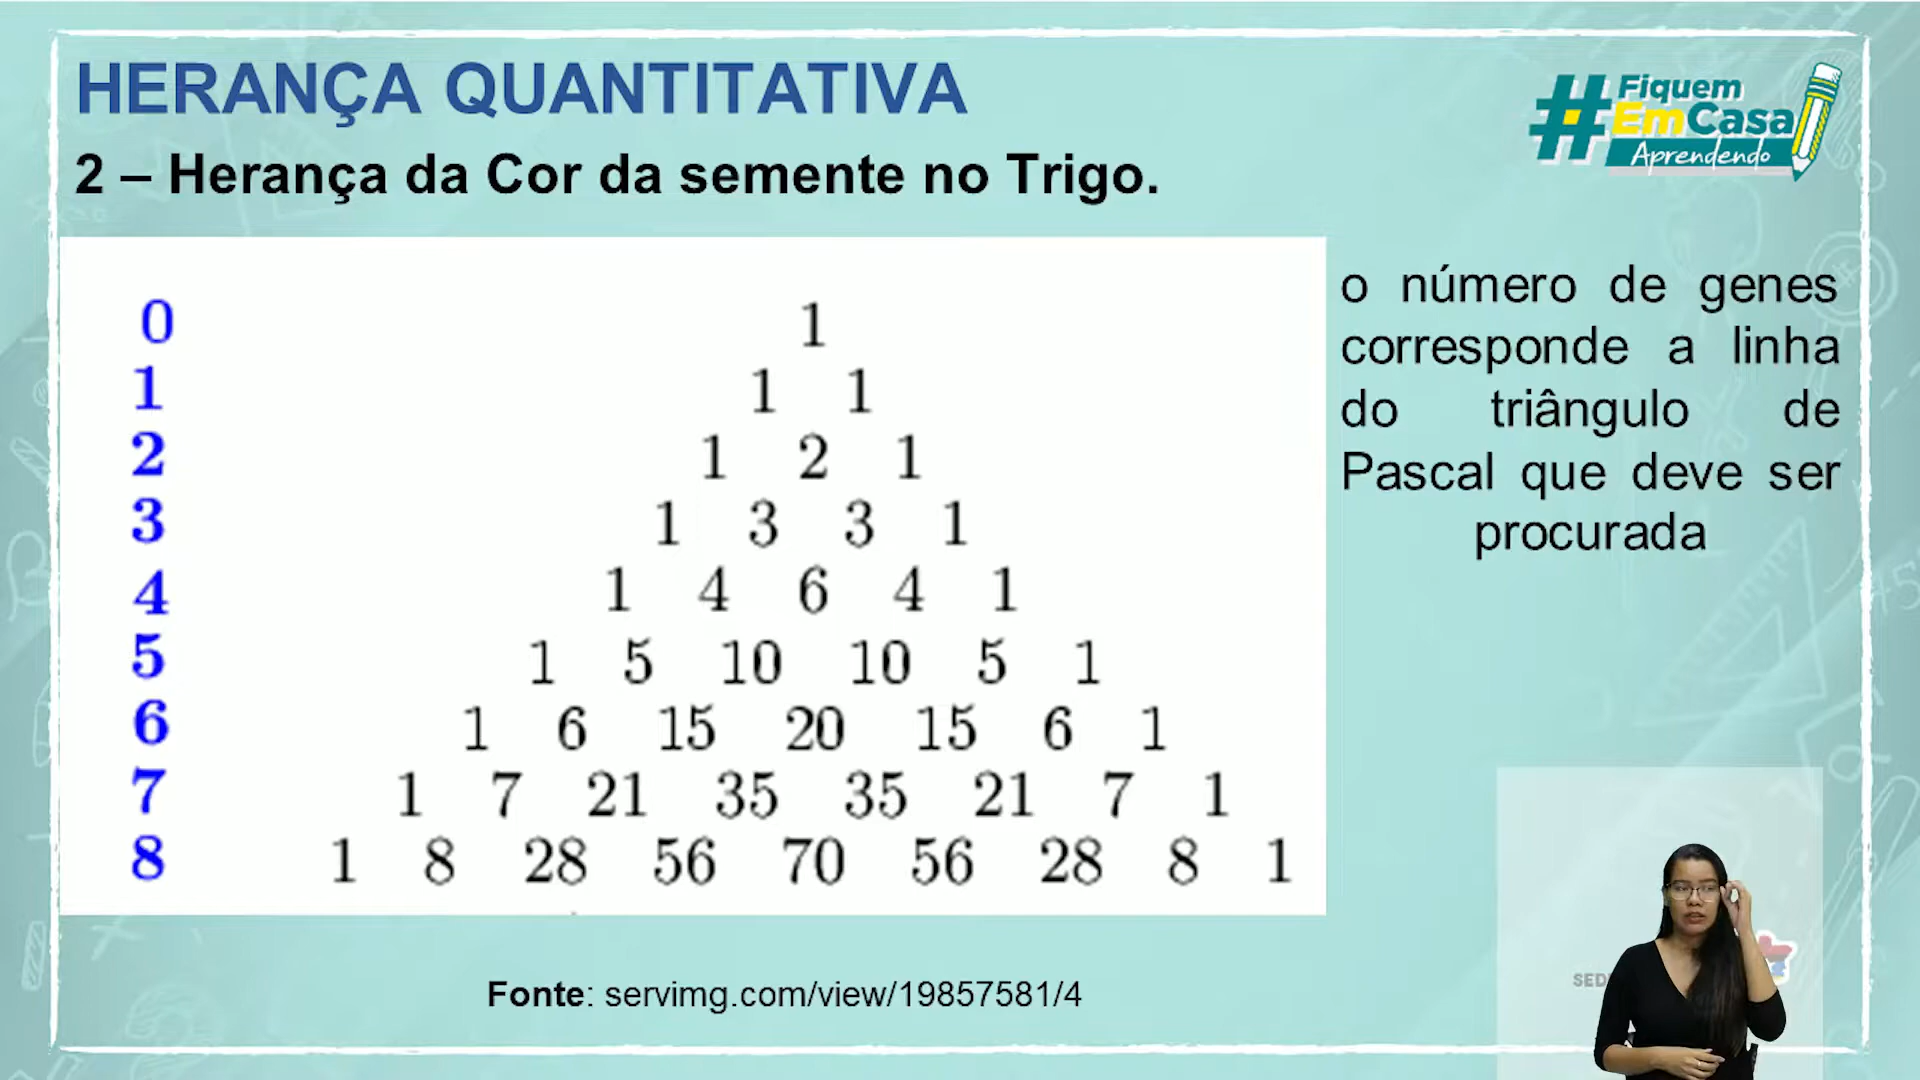 HERANÇA QUANTITATIVA
#Fiquem
EmCasa
Aprendendo
2 – Herança da Cor da semente no Trigo.
o número de genes
corresponde a linha
do triângulo de
Pascal que deve ser
procurada
0 1
1 1 1
2 1 2 1
3 1 3 3 1
4 1 4 6 4 1
5 1 5 10 10 5 1
6 1 6 15 20 15 6 1
7 1 7 21 35 35 21 7 1
8 1 8 28 56 70 56 28 8 1
Fonte: servimg.com/view/19857581/4